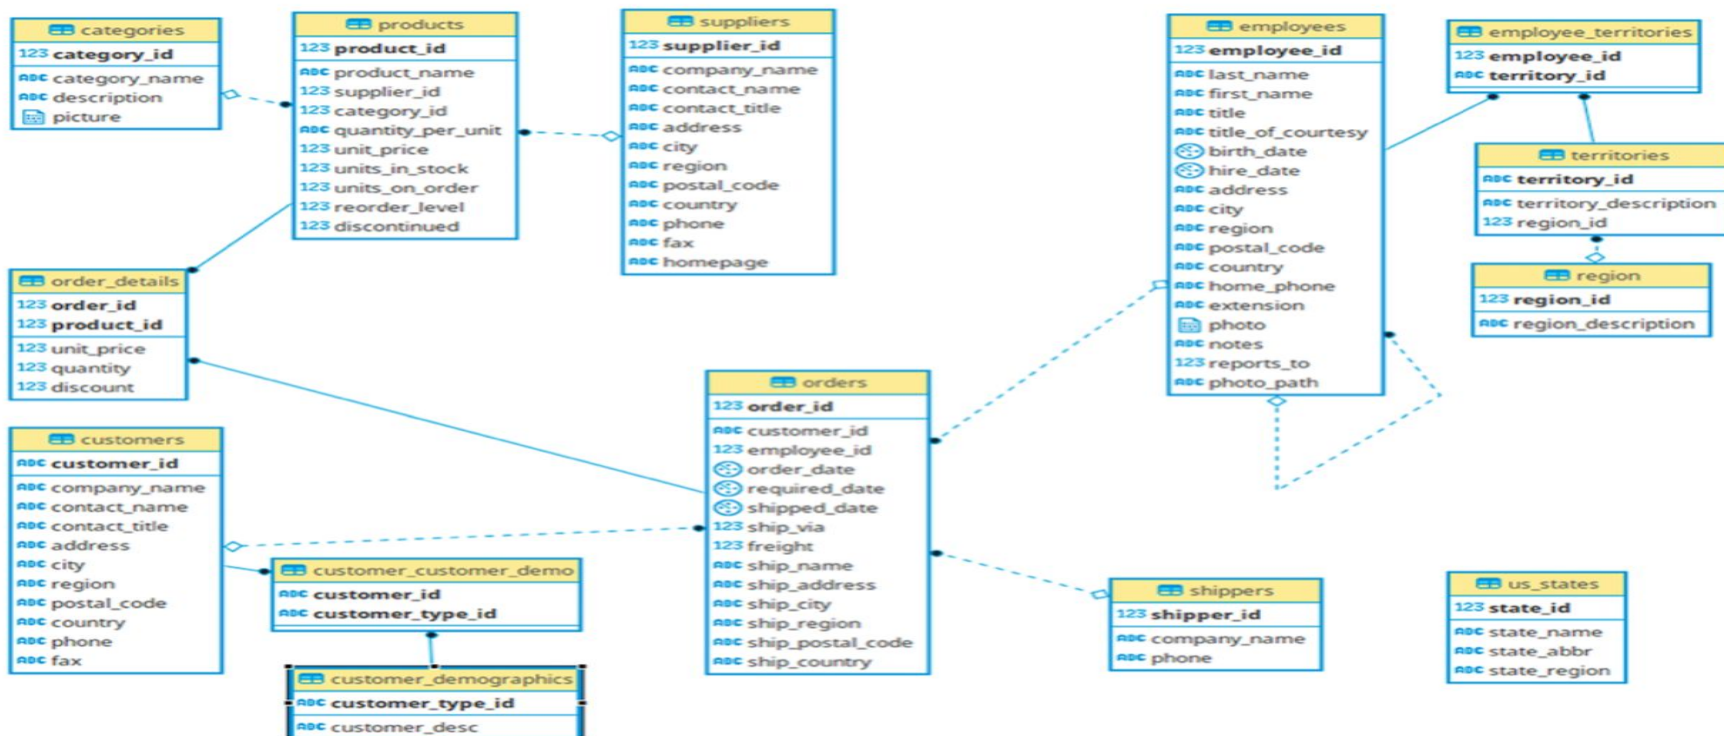 categories
123 category_id
ABC category_name
ABC description
picture
products
123 product_id
ABC product_name
123 supplier_id
123 category_id
ABC quantity_per_unit
123 unit_price
123 units_in_stock
123 units_on_order
123 reorder_level
123 discontinued
suppliers
123 supplier_id
ABC company_name
ABC contact_name
ABC contact_title
ABC address
ABC city
ABC region
ABC postal_code
ABC country
ABC phone
ABC fax
ABC homepage
employees
123 employee_id
ABC last_name
ABC first_name
ABC title
ABC title_of_courtesy
birth_date
hire_date
ABC address
ABC city
ABC region
ABC postal_code
ABC country
ABC home_phone
ABC extension
photo
ABC notes
123 reports_to
ABC photo_path
employee_territories
123 employee_id
ABC territory_id
territories
ABC territory_id
ABC territory_description
123 region_id
region
123 region_id
ABC region_description
order_details
123 order_id
123 product_id
123 unit_price
123 quantity
123 discount
customers
ABC customer_id
ABC company_name
ABC contact_name
ABC contact_title
ABC address
ABC city
ABC region
ABC postal_code
ABC country
ABC phone
ABC fax
orders
123 order_id
ABC customer_id
123 employee_id
order_date
required_date
shipped_date
123 ship_via
123 freight
ABC ship_name
ABC ship_address
ABC ship_city
ABC ship_region
ABC ship_postal_code
ABC ship_country
customer_customer_demo
ABC customer_id
ABC customer_type_id
customer_demographics
ABC customer_type_id
ABC customer_desc
shippers
123 shipper_id
ABC company_name
ABC phone
us_states
123 state_id
ABC state_name
ABC state_abbr
ABC state_region